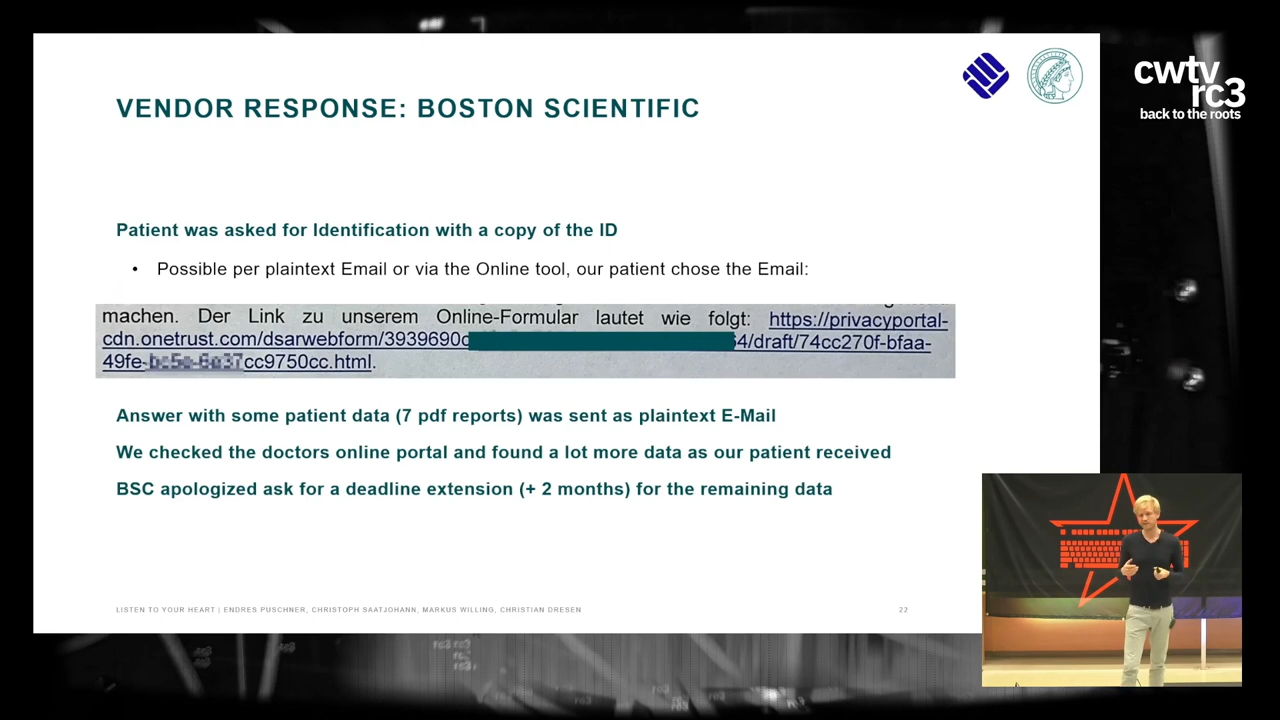 cwtv
rc3
back to the roots
VENDOR RESPONSE: BOSTON SCIENTIFIC
Patient was asked for Identification with a copy of the ID
• Possible per plaintext Email or via the Online tool, our patient chose the Email:
machen. Der Link zu unserem Online-Formular lautet wie folgt: https://privacyportal-
cdn.onetrust.com/dsarwebform/3939690c 64/draft/74cc270f-bfaa-
49fe- cc9750cc.html.
Answer with some patient data (7 pdf reports) was sent as plaintext E-Mail
We checked the doctors online portal and found a lot more data as our patient received
BSC apologized ask for a deadline extension (+ 2 months) for the remaining data
LISTEN TO YOUR HEART | ENDRES PUSCHNER, CHRISTOPH SAATJOHANN, MARKUS WILLING, CHRISTIAN DRESEN
22